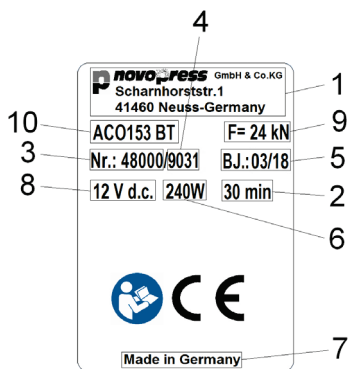 4
novopress GmbH & Co.KG
Scharnhorststr.1
41460 Neuss-Germany
1
10
ACO153 BT
F= 24 kN
9
3
Nr.: 48000/9031
BJ.:03/18
5
8
12 V d.c.
240W
30 min
2
6
CE
Made in Germany
7